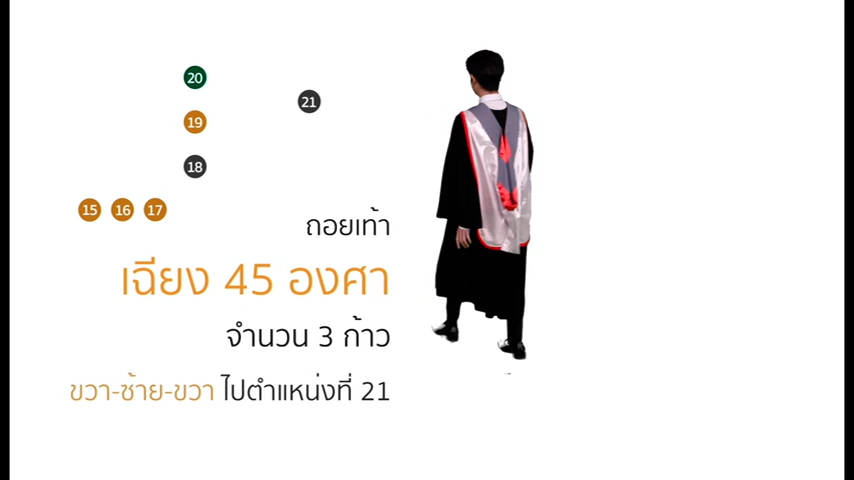 20
21
19
18
15 16 17
ถอยเท้า
เฉียง 45 องศา
จำนวน 3 ก้าว
ขวา-ซ้าย-ขวา ไปตำแหน่งที่ 21